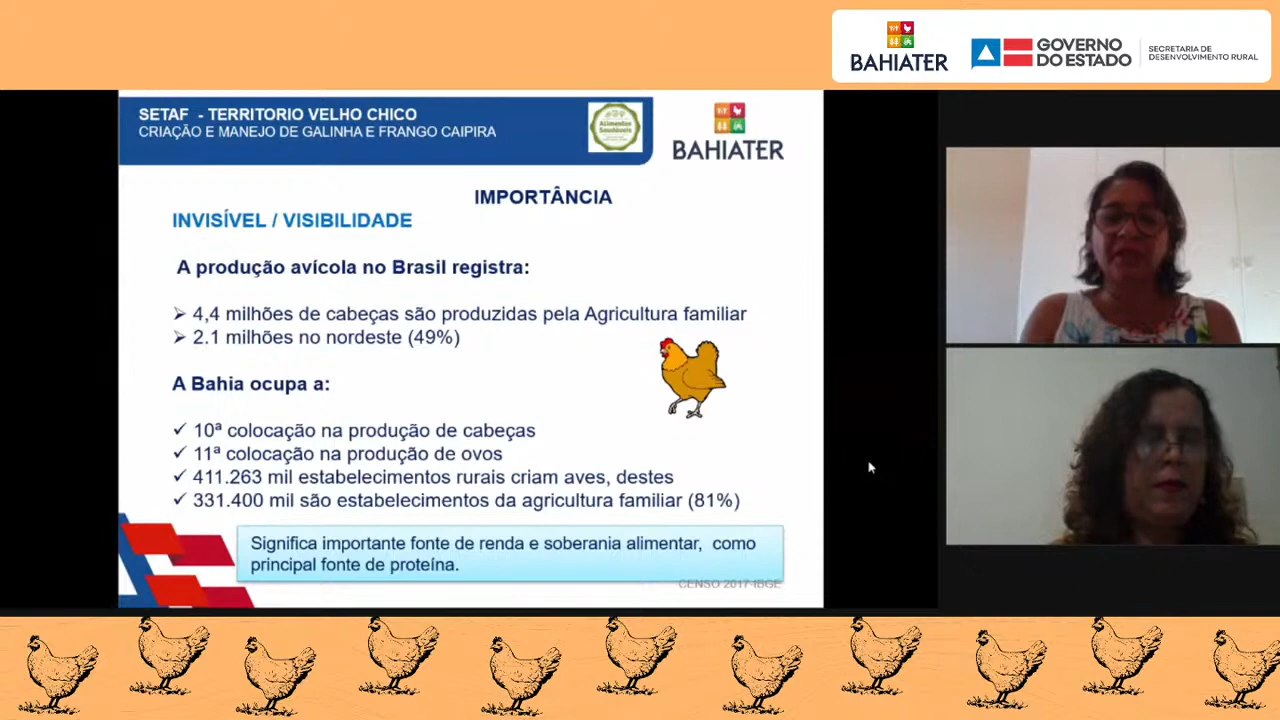 BAHIATER
GOVERNO
DO ESTADO
SECRETARIA DE
DESENVOLVIMENTO RURAL
SETAF - TERRITORIO VELHO CHICO
CRIAÇÃO E MANEJO DE GALINHA E FRANGO CAIPIRA
Alimentos
Saudáveis
BAHIATER
IMPORTÂNCIA
INVISÍVEL / VISIBILIDADE
A produção avícola no Brasil registra:
➢ 4,4 milhões de cabeças são produzidas pela Agricultura familiar
➢ 2.1 milhões no nordeste (49%)
A Bahia ocupa a:
✓ 10ª colocação na produção de cabeças
✓ 11ª colocação na produção de ovos
✓ 411.263 mil estabelecimentos rurais criam aves, destes
✓ 331.400 mil são estabelecimentos da agricultura familiar (81%)
Significa importante fonte de renda e soberania alimentar, como
principal fonte de proteína.
CENSO 2017-IBGE